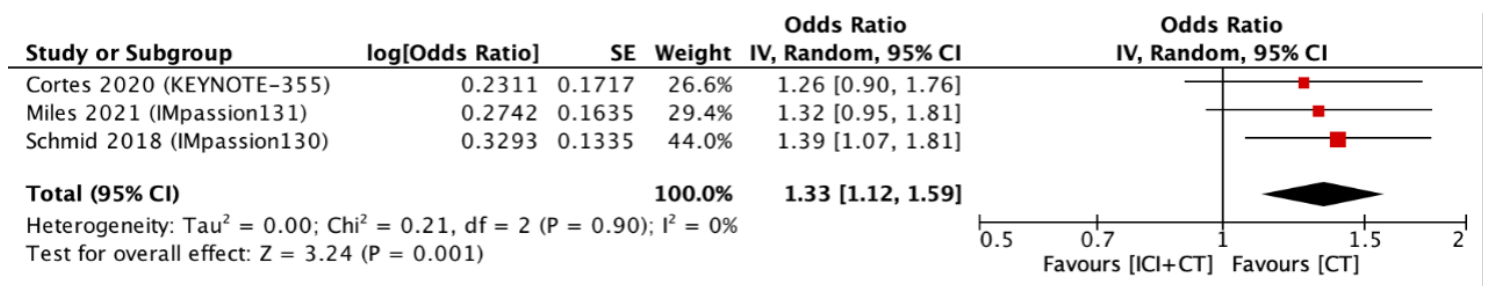 Odds Ratio Odds Ratio
Study or Subgroup log[Odds Ratio] SE Weight IV, Random, 95% CI IV, Random, 95% CI
Cortes 2020 (KEYNOTE-355) 0.2311 0.1717 26.6% 1.26 [0.90, 1.76]
Miles 2021 (IMpassion131) 0.2742 0.1635 29.4% 1.32 [0.95, 1.81]
Schmid 2018 (IMpassion130) 0.3293 0.1335 44.0% 1.39 [1.07, 1.81]
Total (95% CI) 100.0% 1.33 [1.12, 1.59]
Heterogeneity: Tau² = 0.00; Chi² = 0.21, df = 2 (P = 0.90); I² = 0%
Test for overall effect: Z = 3.24 (P = 0.001)
0.5 0.7 1 1.5 2
Favours [ICI+CT] Favours [CT]